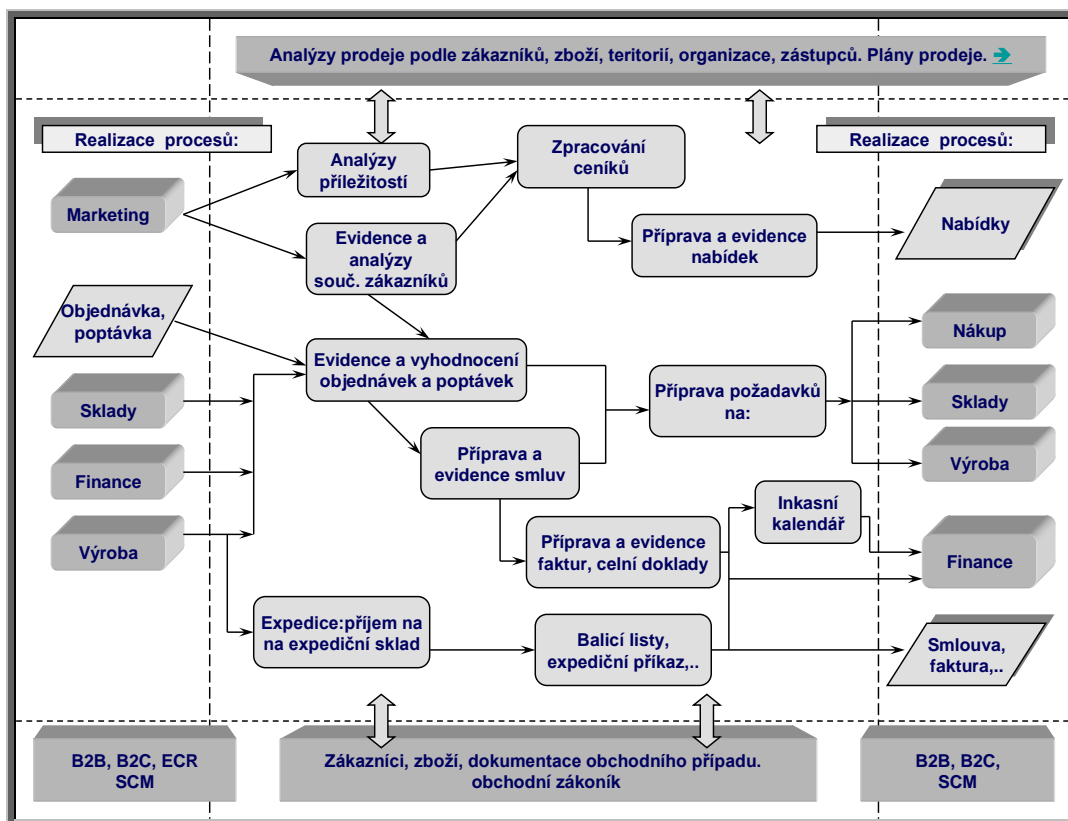 Analýzy prodeje podle zákazníků, zboží, teritorií, organizace, zástupců. Plány prodeje. ➔
Realizace procesů:
Realizace procesů:
Analýzy
příležitostí
Zpracování
ceníků
Marketing
Nabídky
Evidence a
analýzy
souč. zákazníků
Příprava a evidence
nabídek
Objednávka,
poptávka
Nákup
Evidence a vyhodnocení
objednávek a poptávek
Příprava požadavků
na:
Sklady
Sklady
Příprava a
evidence smluv
Finance
Výroba
Inkasní
kalendář
Výroba
Příprava a evidence
faktur, celní doklady
Finance
Expedice:příjem na
na expediční sklad
Balicí listy,
expediční příkaz,..
Smlouva,
faktura,..
B2B, B2C, ECR
SCM
Zákazníci, zboží, dokumentace obchodního případu.
obchodní zákoník
B2B, B2C,
SCM